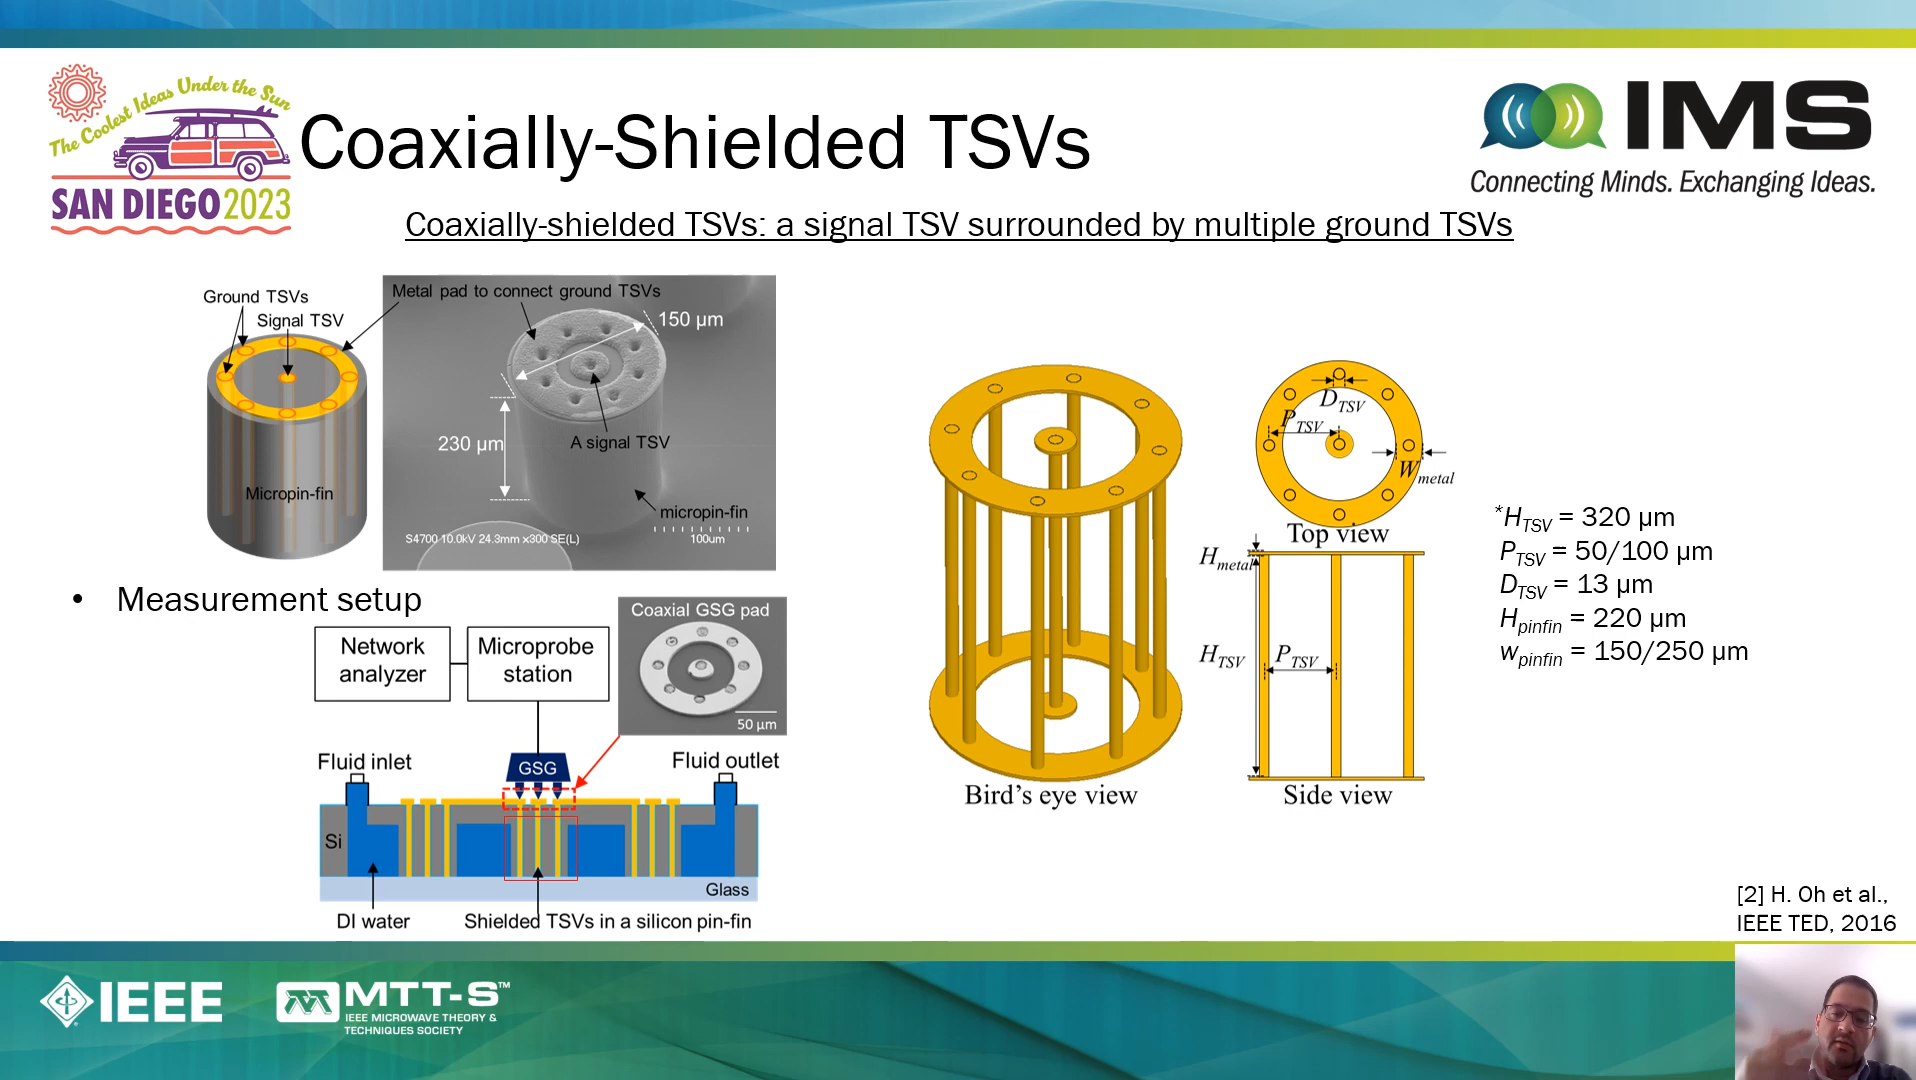 The Coolest Ideas Under the Sun
SAN DIEGO 2023
Coaxially-Shielded TSVs
IMS
Connecting Minds. Exchanging Ideas.
Coaxially-shielded TSVs: a signal TSV surrounded by multiple ground TSVs
Ground TSVs
Signal TSV
Micropin-fin
Metal pad to connect ground TSVs
150 µm
230 µm
A signal TSV
micropin-fin
S4700 10.0kV 24.3mm x300 SE(L)
100um
• Measurement setup
Network
analyzer
Microprobe
station
Coaxial GSG pad
50 µm
Fluid inlet
GSG
Fluid outlet
Si
Glass
DI water
Shielded TSVs in a silicon pin-fin
Bird's eye view
D_TSV
P_TSV
W_metal
Top view
H_metal
H_TSV
P_TSV
Side view
*H_TSV = 320 µm
P_TSV = 50/100 µm
D_TSV = 13 µm
H_pinfin = 220 µm
w_pinfin = 150/250 µm
[2] H. Oh et al.,
IEEE TED, 2016
IEEE
MTT-S™
IEEE MICROWAVE THEORY &
TECHNIQUES SOCIETY